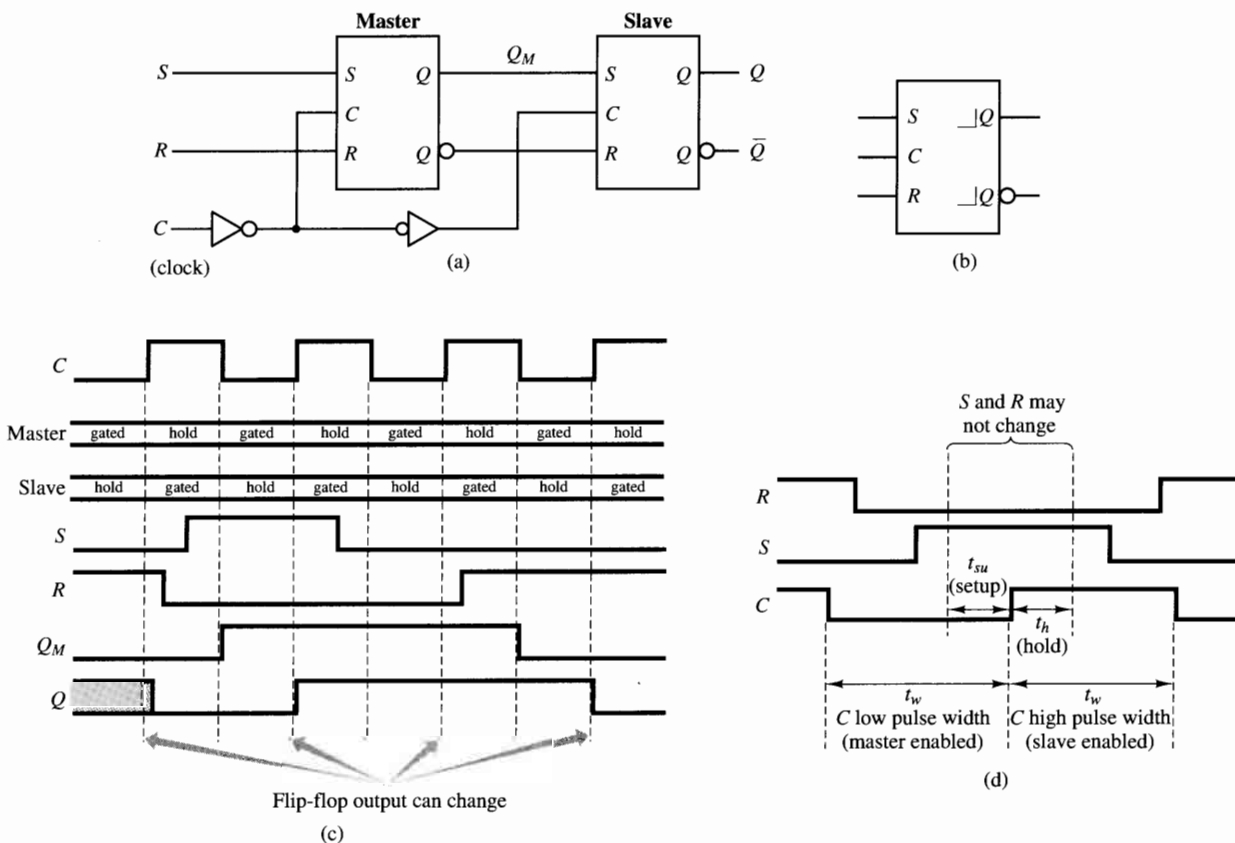 Master
Slave
S
S
Q
Q_M
S
Q
Q
C
C
R
R
Q
R
Q
Q̄
C
(clock)
(a)
S
⏌Q
C
R
⏌Q
(b)
C
Master gated hold gated hold gated hold gated hold
Slave hold gated hold gated hold gated hold gated
S
R
Q_M
Q
Flip-flop output can change
(c)
S and R may
not change
R
S
t_su
(setup)
C
t_h
(hold)
t_w
C low pulse width
(master enabled)
t_w
C high pulse width
(slave enabled)
(d)